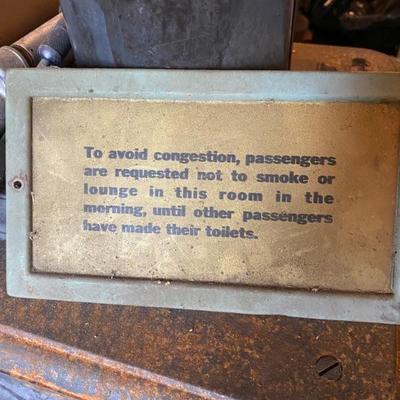 To avoid congestion, passengers
are requested not to smoke or
lounge in this room in the
morning, until other passengers
have made their toilets.